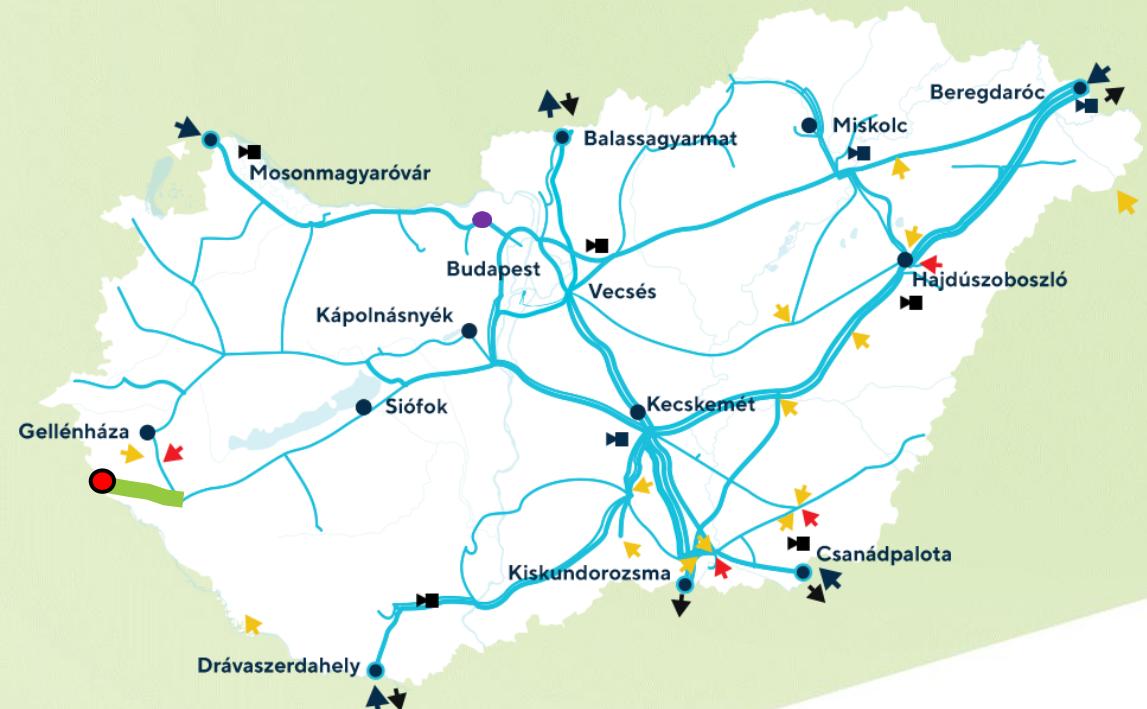 Beregdaróc
Miskolc
Balassagyarmat
Mosonmagyaróvár
Budapest
Hajdúszoboszló
Vecsés
Kápolnásnyék
Siófok
Kecskemét
Gellénháza
Csanádpalota
Kiskundorozsma
Drávaszerdahely